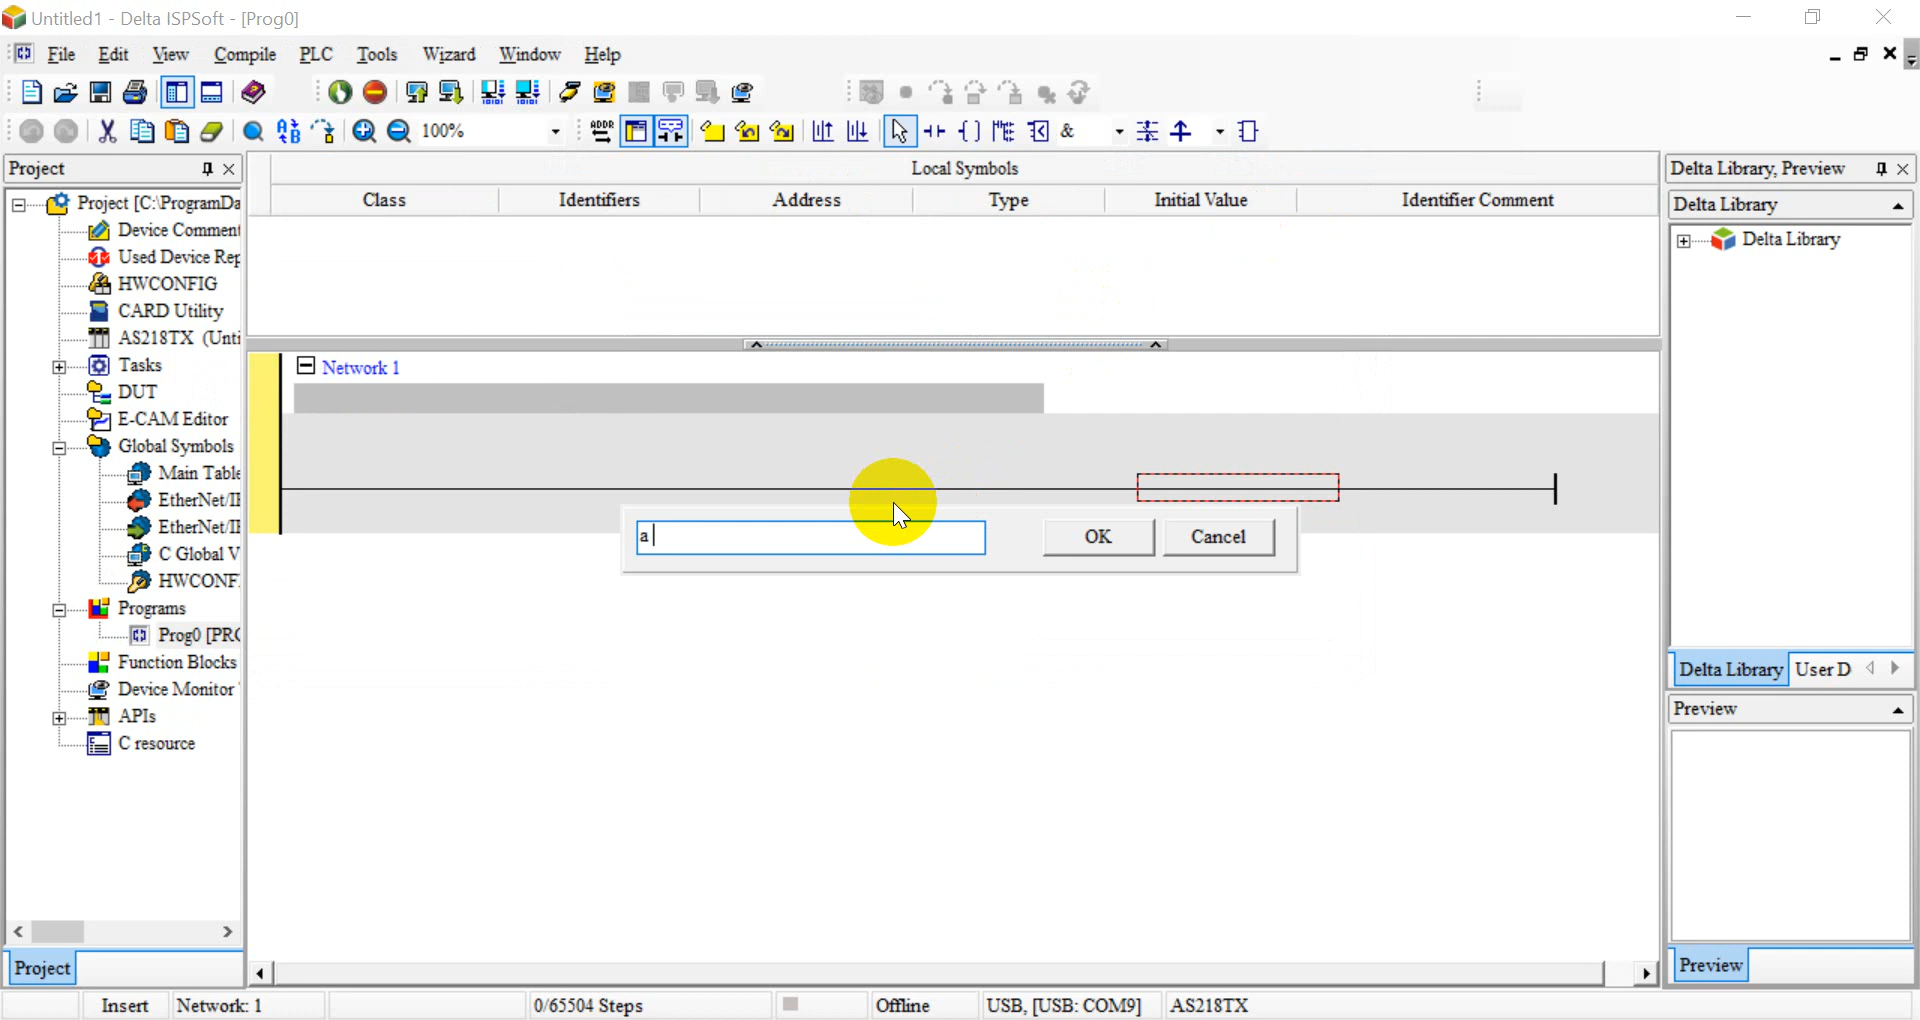 Untitled1 - Delta ISPSoft - [Prog0]
File Edit View Compile PLC Tools Wizard Window Help
100% ADDR &
Project
Project [C:\ProgramDa
Device Comment
Used Device Rep
HWCONFIG
CARD Utility
AS218TX (Unti
Tasks
DUT
E-CAM Editor
Global Symbols
Main Table
EtherNet/I
EtherNet/I
C Global V
HWCONF
Programs
Prog0 [PR
Function Blocks
Device Monitor
APIs
C resource
Project
Local Symbols
Class Identifiers Address Type Initial Value Identifier Comment
Network 1
a OK Cancel
Delta Library, Preview
Delta Library
Delta Library
Delta Library User D
Preview
Preview
Insert Network: 1 0/65504 Steps Offline USB, [USB: COM9] AS218TX